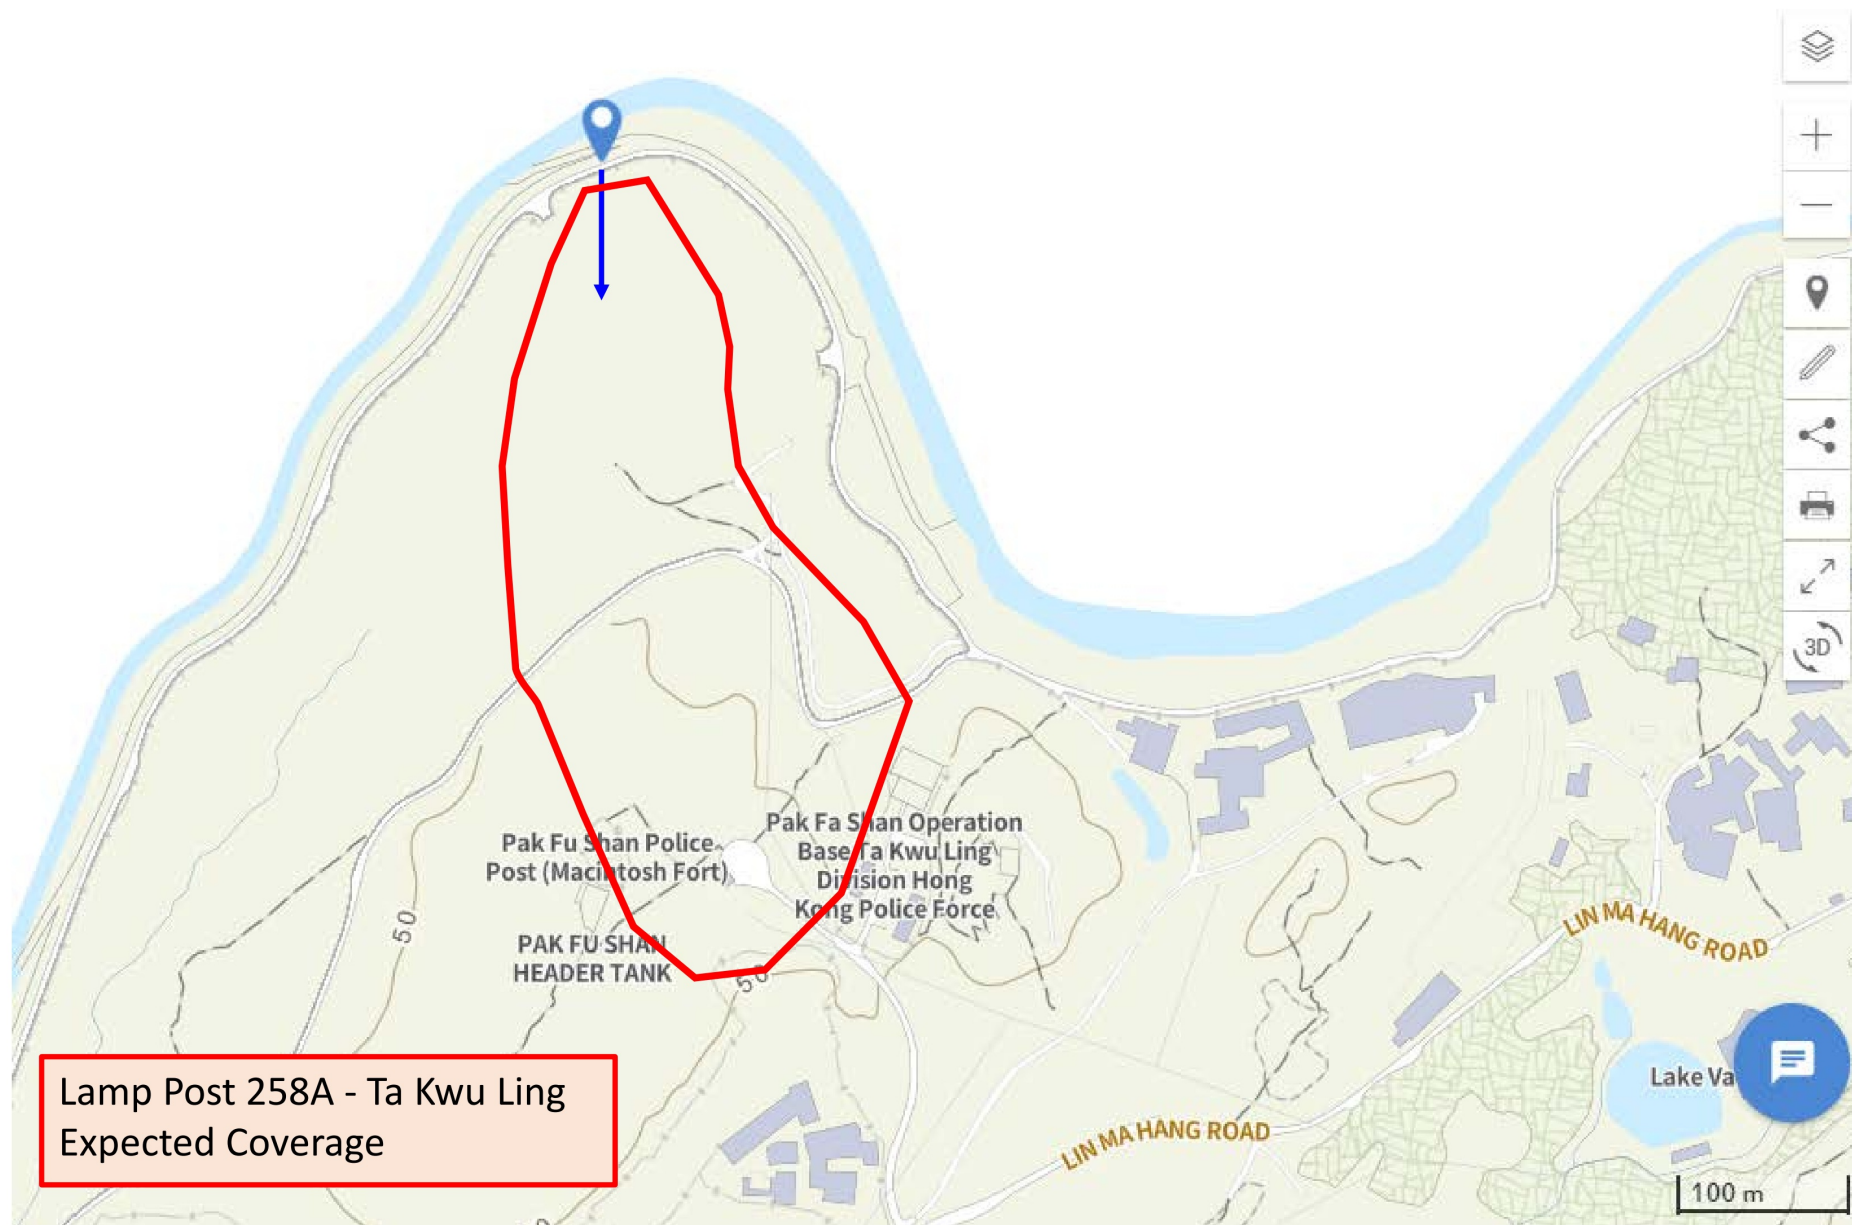 3D
Pak Fu Shan Police
Post (Macintosh Fort)
Pak Fa Shan Operation
Base Ta Kwu Ling
Division Hong
Kong Police Force
PAK FU SHAN
HEADER TANK
50
50
LIN MA HANG ROAD
Lake Va
LIN MA HANG ROAD
Lamp Post 258A - Ta Kwu Ling
Expected Coverage
100 m